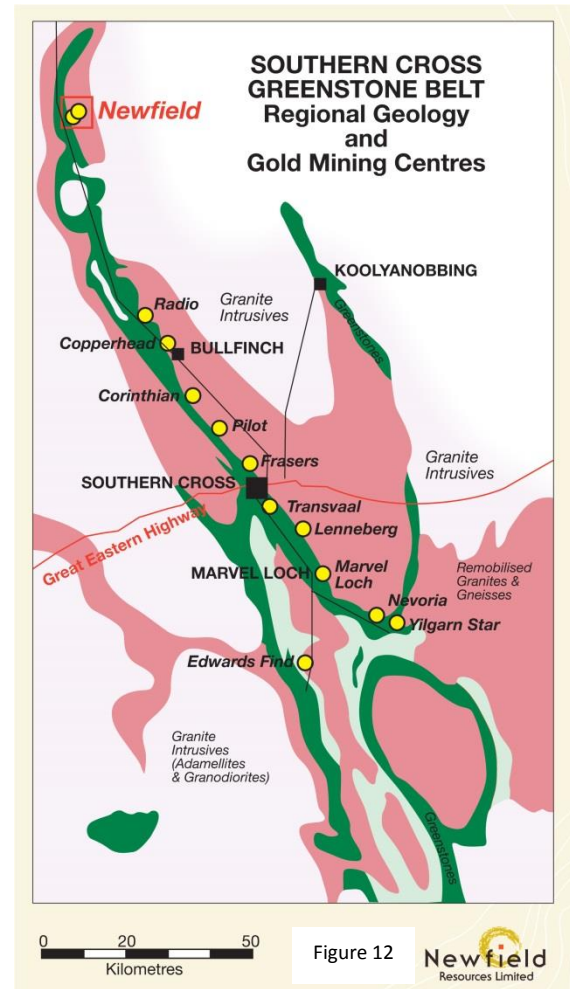 SOUTHERN CROSS
GREENSTONE BELT
Regional Geology
and
Gold Mining Centres
Newfield
KOOLYANOBBING
Greenstones
Radio
Granite
Intrusives
Copperhead
BULLFINCH
Corinthian
Pilot
Frasers
Granite
Intrusives
SOUTHERN CROSS
Transvaal
Great Eastern Highway
Lenneberg
MARVEL LOCH
Marvel
Loch
Remobilised
Granites &
Gneisses
Nevoria
Yilgarn Star
Edwards Find
Granite
Intrusives
(Adamellites
& Granodiorites)
Greenstones
0 20 50
Kilometres
Figure 12
Newfield
Resources Limited